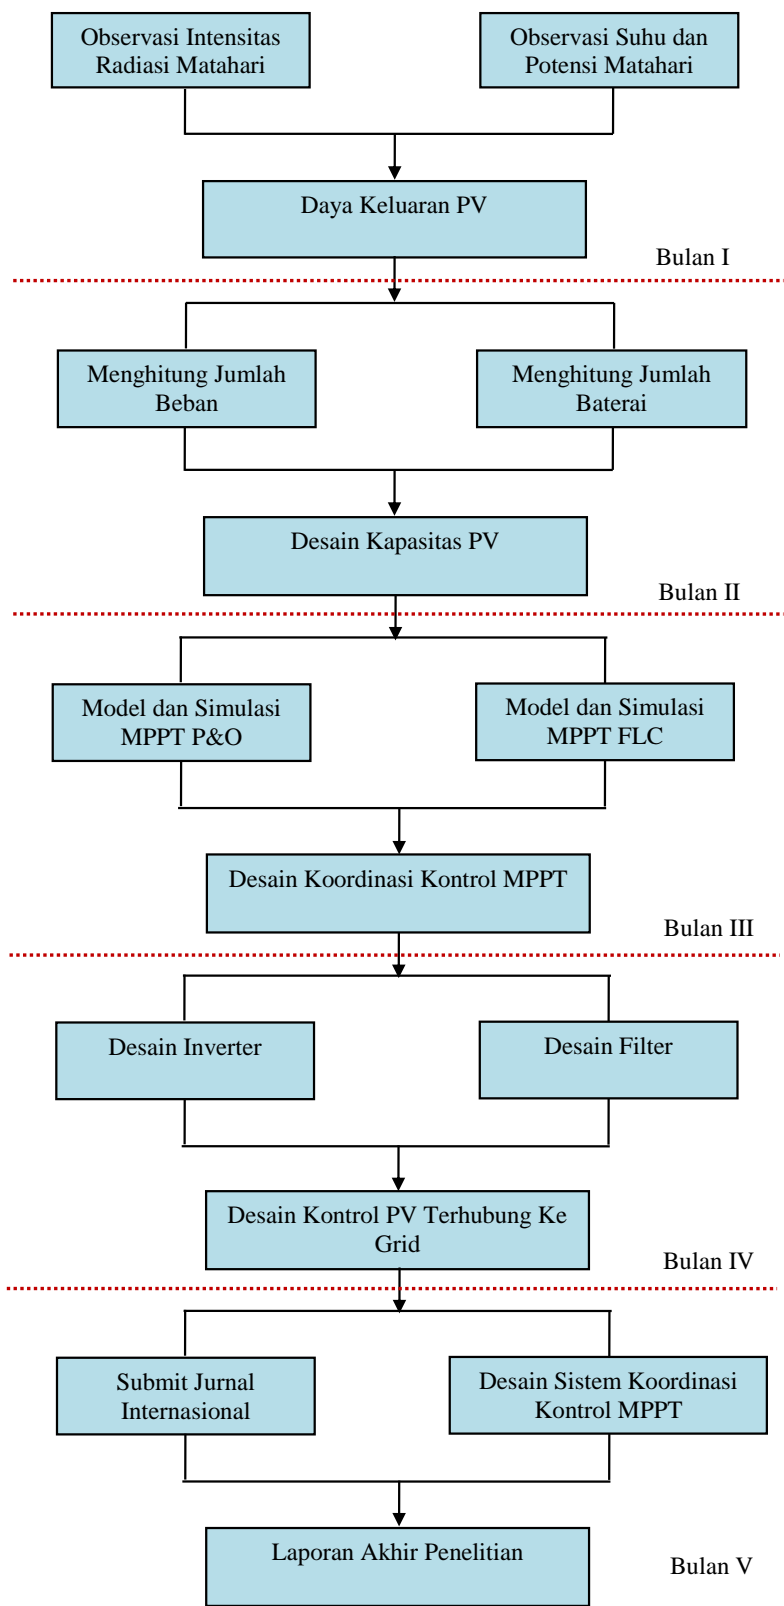 Observasi Intensitas
Radiasi Matahari
Observasi Suhu dan
Potensi Matahari
Daya Keluaran PV
Bulan I
Menghitung Jumlah
Beban
Menghitung Jumlah
Baterai
Desain Kapasitas PV
Bulan II
Model dan Simulasi
MPPT P&O
Model dan Simulasi
MPPT FLC
Desain Koordinasi Kontrol MPPT
Bulan III
Desain Inverter
Desain Filter
Desain Kontrol PV Terhubung Ke
Grid
Bulan IV
Submit Jurnal
Internasional
Desain Sistem Koordinasi
Kontrol MPPT
Laporan Akhir Penelitian
Bulan V